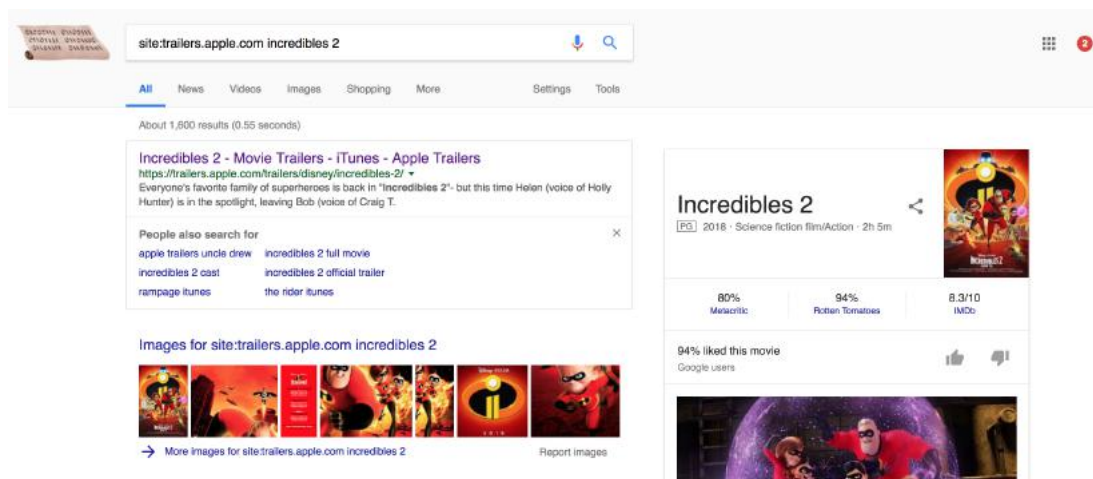 site:trailers.apple.com incredibles 2
2
All News Videos Images Shopping More Settings Tools
About 1,600 results (0.55 seconds)
Incredibles 2 - Movie Trailers - iTunes - Apple Trailers
https://trailers.apple.com/trailers/disney/incredibles-2/
Everyone's favorite family of superheroes is back in "Incredibles 2"- but this time Helen (voice of Holly
Hunter) is in the spotlight, leaving Bob (voice of Craig T.
People also search for
apple trailers uncle drew incredibles 2 full movie
incredibles 2 cast incredibles 2 official trailer
rampage itunes the rider itunes
Images for site:trailers.apple.com incredibles 2
More images for site:trailers.apple.com incredibles 2 Report images
Incredibles 2
PG 2018 · Science fiction film/Action · 2h 5m
INCREDIBLES 2
80% 94% 8.3/10
Metacritic Rotten Tomatoes IMDb
94% liked this movie
Google users